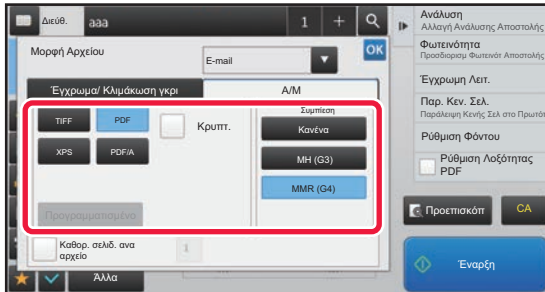 Διεύθ.
aaa
1
+
Μορφή Αρχείου
E-mail
OK
Έγχρωμα/ Κλιμάκωση γκρι
Α/Μ
TIFF
PDF
Κρυπτ.
XPS
PDF/A
Προγραμματισμένο
Συμπίεση
Κανένα
MH (G3)
MMR (G4)
Καθορ. σελιδ. ανα
αρχείο
1
Άλλα
Ανάλυση
Αλλαγή Ανάλυσης Αποστολής
Φωτεινότητα
Προσδιορισμ Φωτεινότ Αποστολής
Έγχρωμη Λειτ.
Παρ. Κεν. Σελ.
Παράλειψη Κενής Σελ στο Πρωτότ
Ρύθμιση Φόντου
Ρύθμιση Λοξότητας
PDF
Προεπισκόπ
CA
Έναρξη